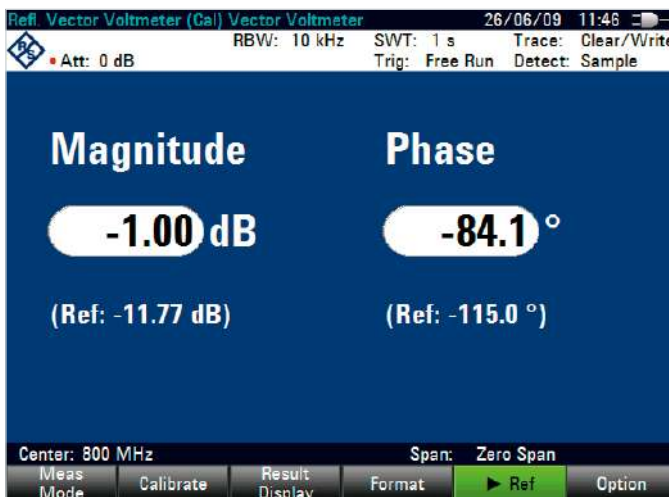 Refl. Vector Voltmeter (Cal) Vector Voltmeter 26/06/09 11:46
R&S • Att: 0 dB RBW: 10 kHz SWT: 1 s Trace: Clear/Write
Trig: Free Run Detect: Sample
Magnitude Phase
-1.00 dB -84.1 °
(Ref: -11.77 dB) (Ref: -115.0 °)
Center: 800 MHz Span: Zero Span
Meas Mode Calibrate Result Display Format ► Ref Option